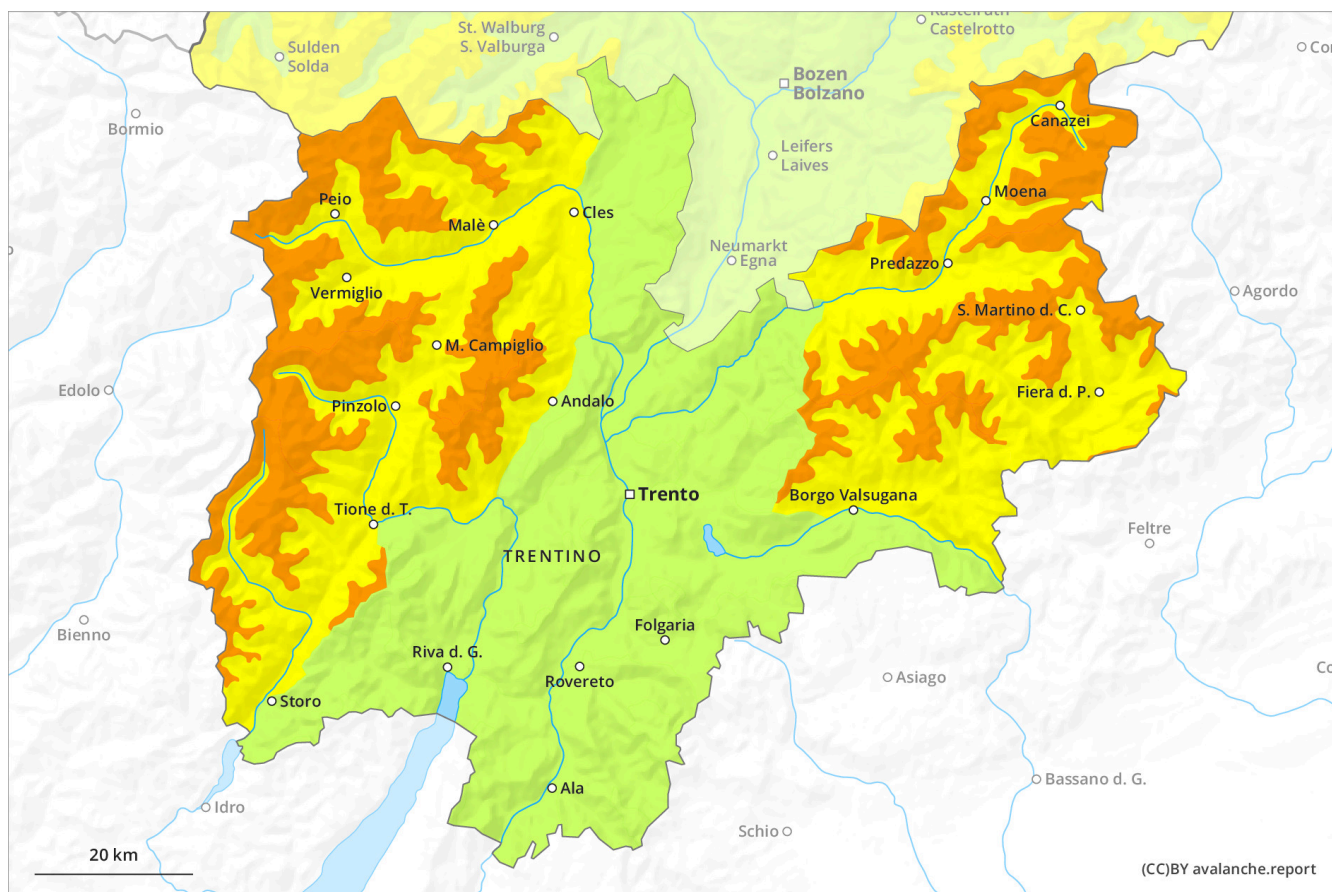 Kastelruth
Castelrotto
St. Walburg
S. Valburga
Sulden
Solda
Bozen
Bolzano
Bormio
Canazei
Leifers
Laives
Peio
Moena
Malè
Cles
Neumarkt
Egna
Predazzo
Vermiglio
Agordo
S. Martino d. C.
M. Campiglio
Edolo
Fiera d. P.
Andalo
Pinzolo
Trento
Borgo Valsugana
Tione d. T.
Feltre
TRENTINO
Bienno
Folgaria
Riva d. G.
Asiago
Rovereto
Storo
Bassano d. G.
Ala
Idro
Schio
20 km
(CC)BY avalanche.report